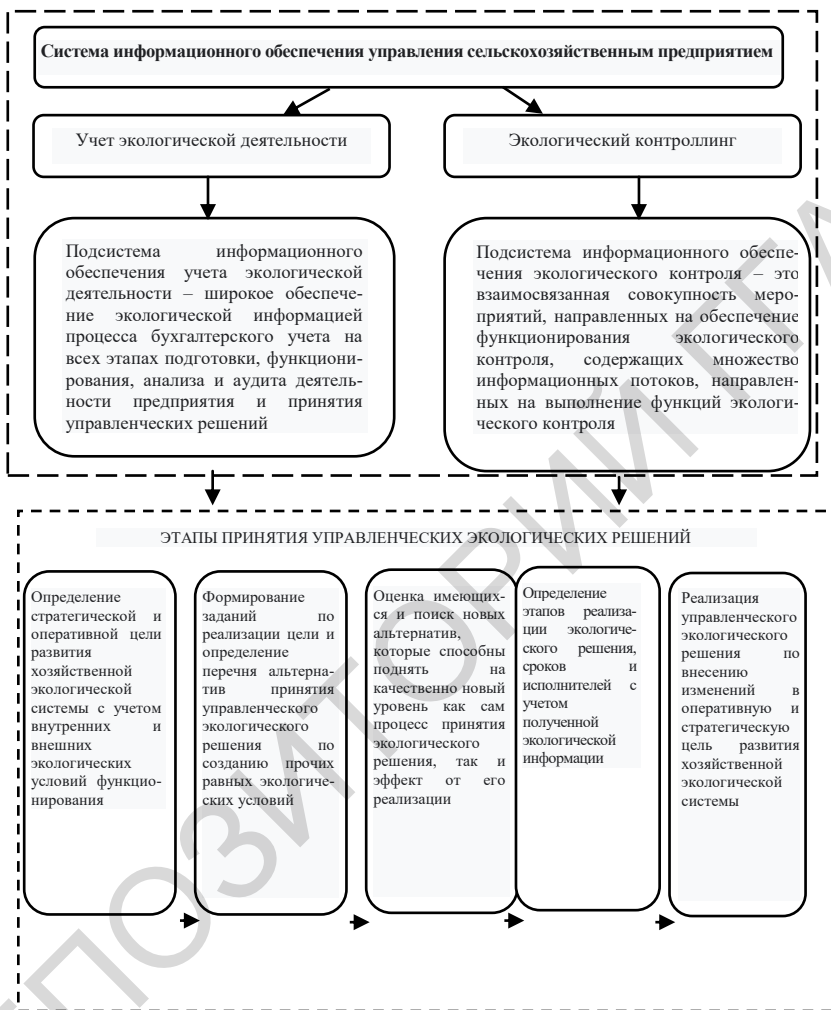 Система информационного обеспечения управления сельскохозяйственным предприятием
Учет экологической деятельности
Экологический контроллинг
Подсистема информационного
обеспечения учета экологической
деятельности – широкое обеспече-
ние экологической информацией
процесса бухгалтерского учета на
всех этапах подготовки, функциони-
рования, анализа и аудита деятель-
ности предприятия и принятия
управленческих решений
Подсистема информационного обеспе-
чения экологического контроля – это
взаимосвязанная совокупность меро-
приятий, направленных на обеспечение
функционирования экологического
контроля, содержащих множество
информационных потоков, направлен-
ных на выполнение функций экологи-
ческого контроля
ЭТАПЫ ПРИНЯТИЯ УПРАВЛЕНЧЕСКИХ ЭКОЛОГИЧЕСКИХ РЕШЕНИЙ
Определение
стратегической и
оперативной цели
развития
хозяйственной
экологической
системы с учетом
внутренних и
внешних
экологических
условий функцио-
нирования
Формирование
заданий по
реализации цели и
определение
перечня альтерна-
тив принятия
управленческого
экологического
решения по
созданию прочих
равных экологиче-
ских условий
Оценка имеющих-
ся и поиск новых
альтернатив,
которые способны
поднять на
качественно новый
уровень как сам
процесс принятия
экологического
решения, так и
эффект от его
реализации
Определение
этапов реализа-
ции экологиче-
ского решения,
сроков и
исполнителей с
учетом
полученной
экологической
информации
Реализация
управленческого
экологического
решения по
внесению
изменений в
оперативную и
стратегическую
цель развития
хозяйственной
экологической
системы
ПОЗИТОРИЙ ГГА